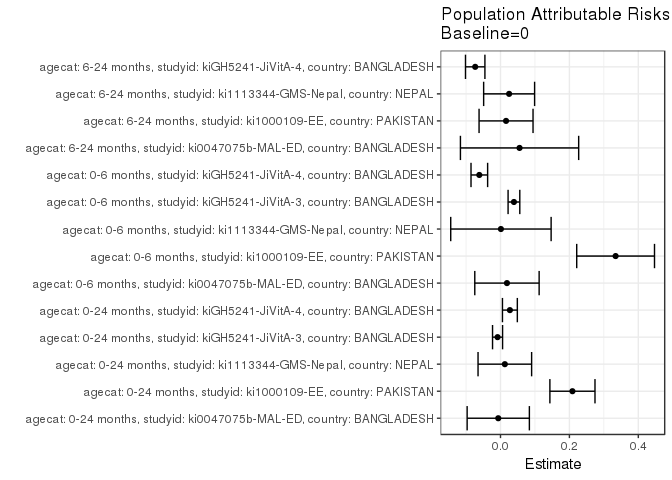 Population Attributable Risks
Baseline=0
agecat: 6-24 months, studyid: kiGH5241-JiVitA-4, country: BANGLADESH
agecat: 6-24 months, studyid: ki1113344-GMS-Nepal, country: NEPAL
agecat: 6-24 months, studyid: ki1000109-EE, country: PAKISTAN
agecat: 6-24 months, studyid: ki0047075b-MAL-ED, country: BANGLADESH
agecat: 0-6 months, studyid: kiGH5241-JiVitA-4, country: BANGLADESH
agecat: 0-6 months, studyid: kiGH5241-JiVitA-3, country: BANGLADESH
agecat: 0-6 months, studyid: ki1113344-GMS-Nepal, country: NEPAL
agecat: 0-6 months, studyid: ki1000109-EE, country: PAKISTAN
agecat: 0-6 months, studyid: ki0047075b-MAL-ED, country: BANGLADESH
agecat: 0-24 months, studyid: kiGH5241-JiVitA-4, country: BANGLADESH
agecat: 0-24 months, studyid: kiGH5241-JiVitA-3, country: BANGLADESH
agecat: 0-24 months, studyid: ki1113344-GMS-Nepal, country: NEPAL
agecat: 0-24 months, studyid: ki1000109-EE, country: PAKISTAN
agecat: 0-24 months, studyid: ki0047075b-MAL-ED, country: BANGLADESH
0.0 0.2 0.4
Estimate